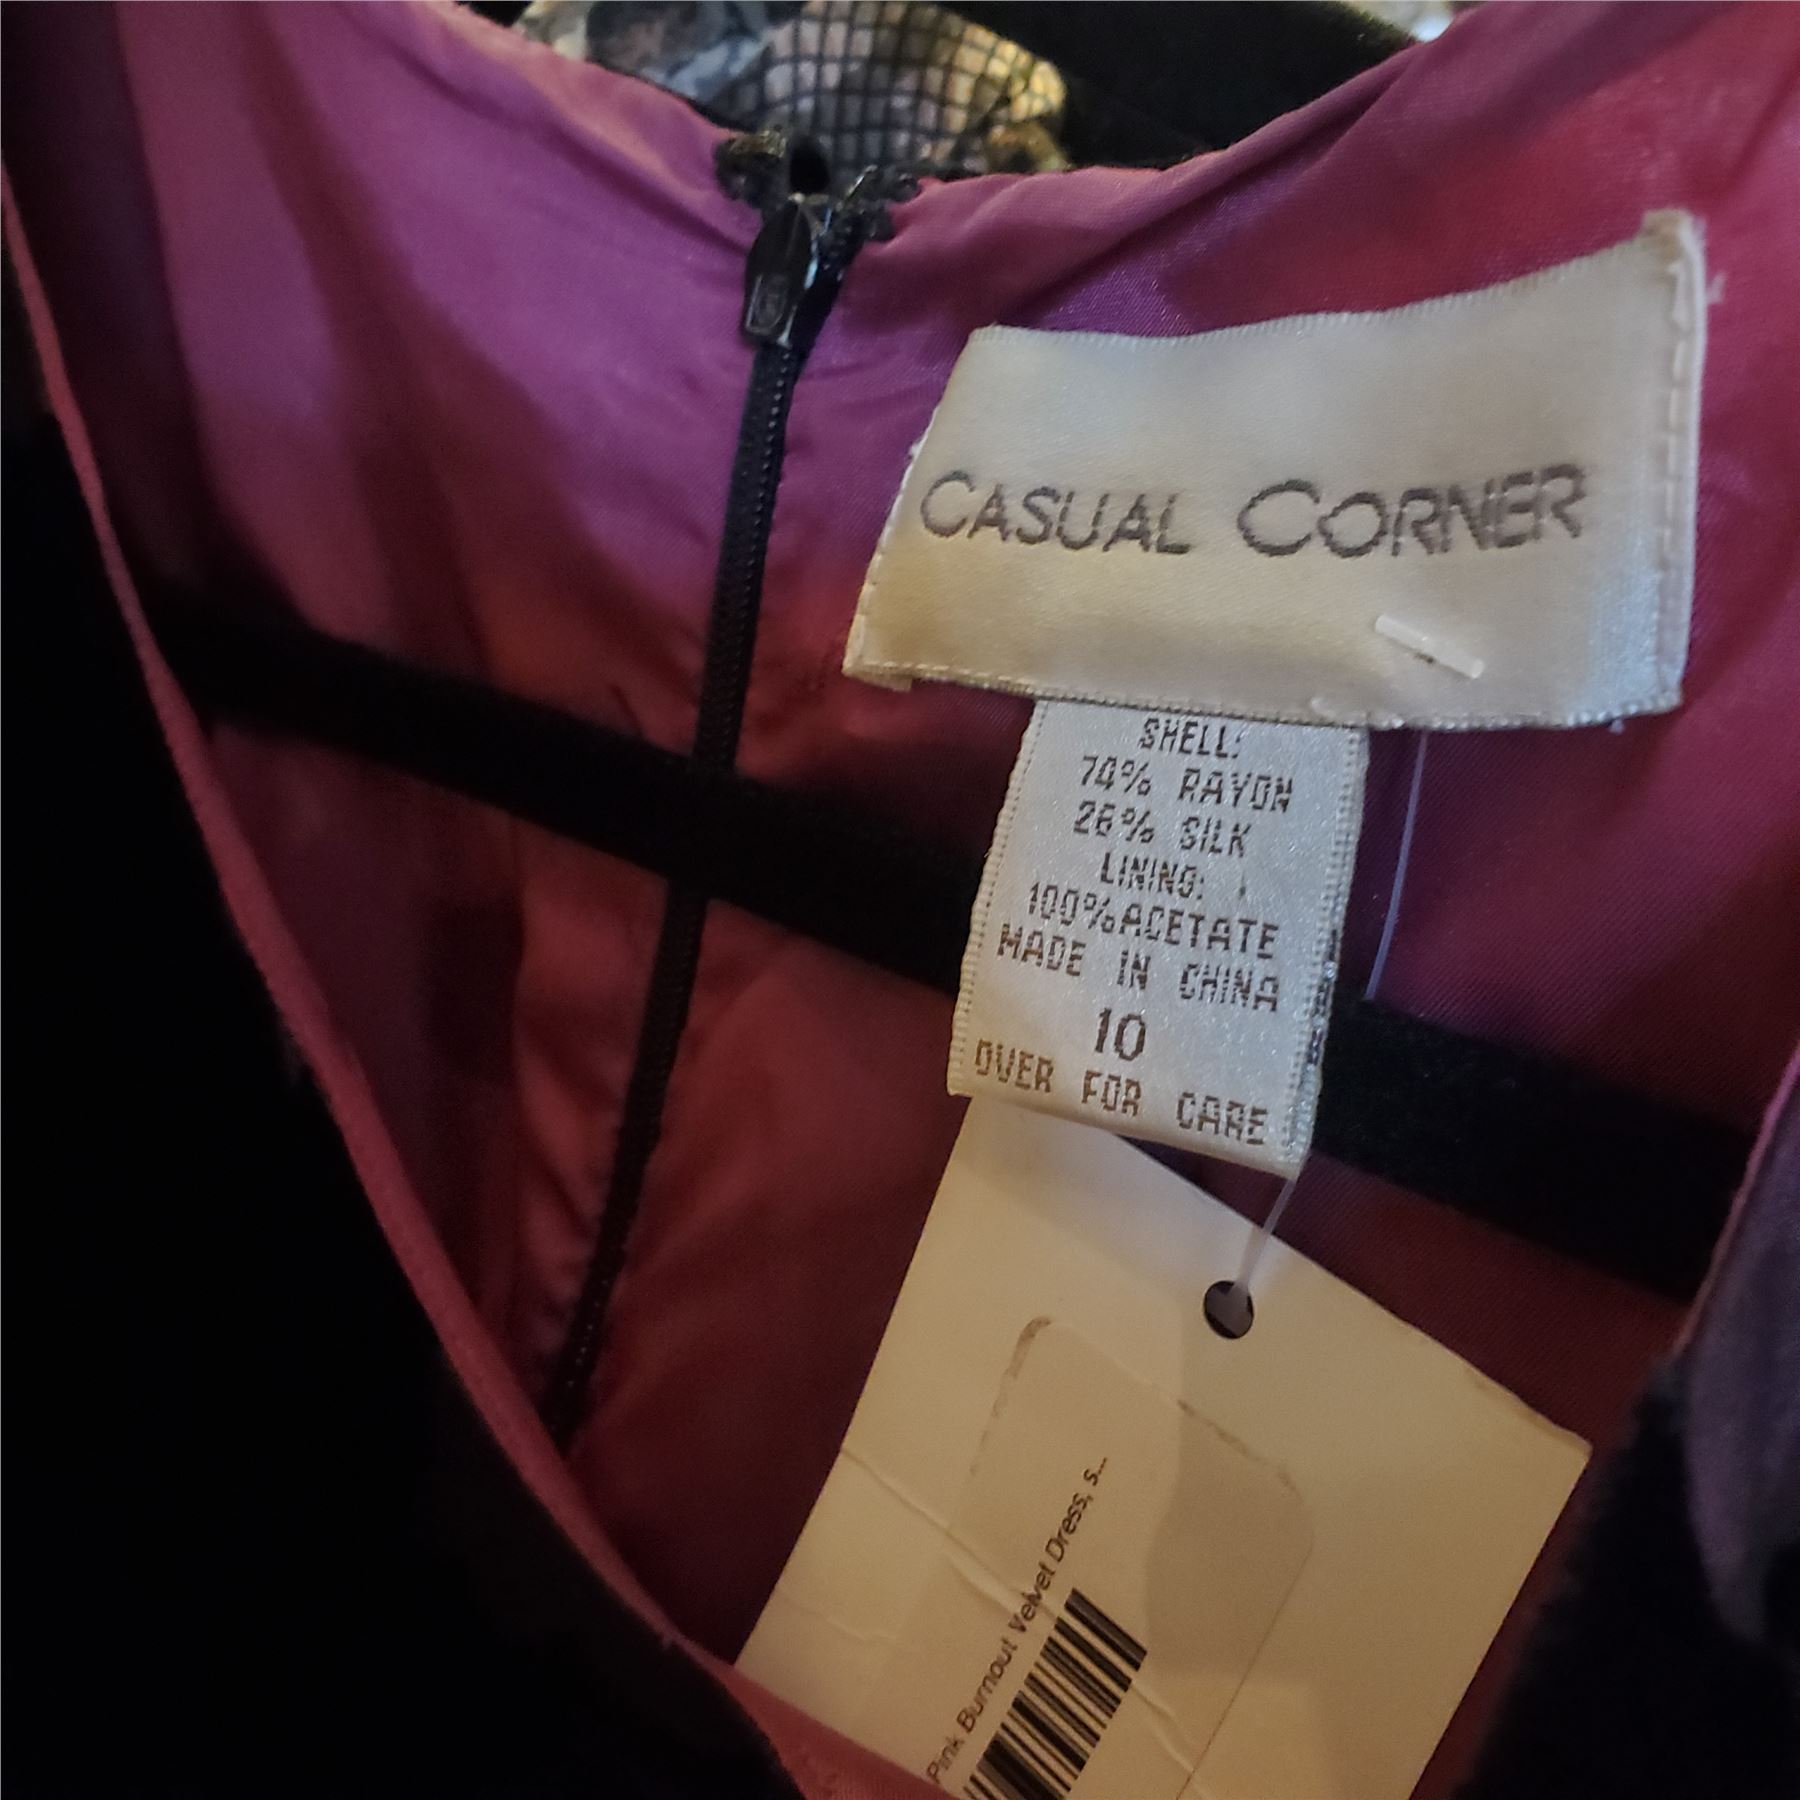 CASUAL CORNER
SHELL:
74% RAYON
26% SILK
LINING:
100%ACETATE
MADE IN CHINA
10
OVER FOR CARE
Pink Burnout Velvet Dress, s...